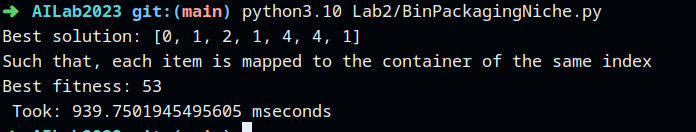 ➜ AILab2023 git:(main) python3.10 Lab2/BinPackagingNiche.py
Best solution: [0, 1, 2, 1, 4, 4, 1]
Such that, each item is mapped to the container of the same index
Best fitness: 53
 Took: 939.7501945495605 mseconds